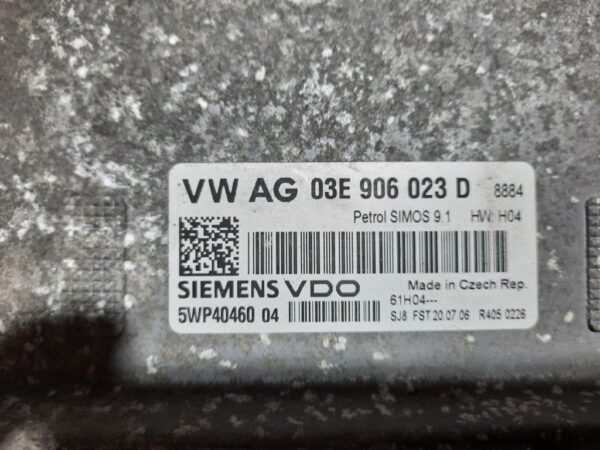 VW AG 03E 906 023 D 8884
Petrol SIMOS 9.1 HW: H04
SIEMENS VDO Made in Czech Rep.
61H04---
5WP40460 04 SJ8 FST 20.07.06 R405 0226